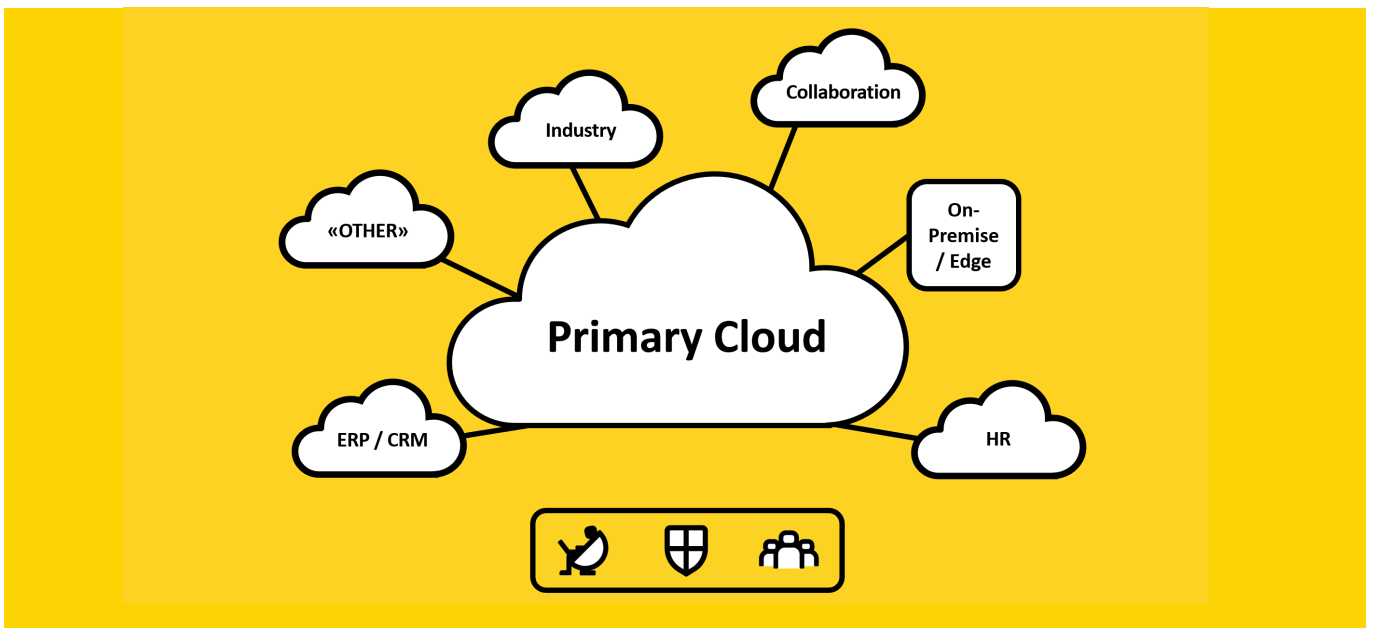 Collaboration
Industry
«OTHER»
On-
Premise
/ Edge
Primary Cloud
ERP / CRM
HR